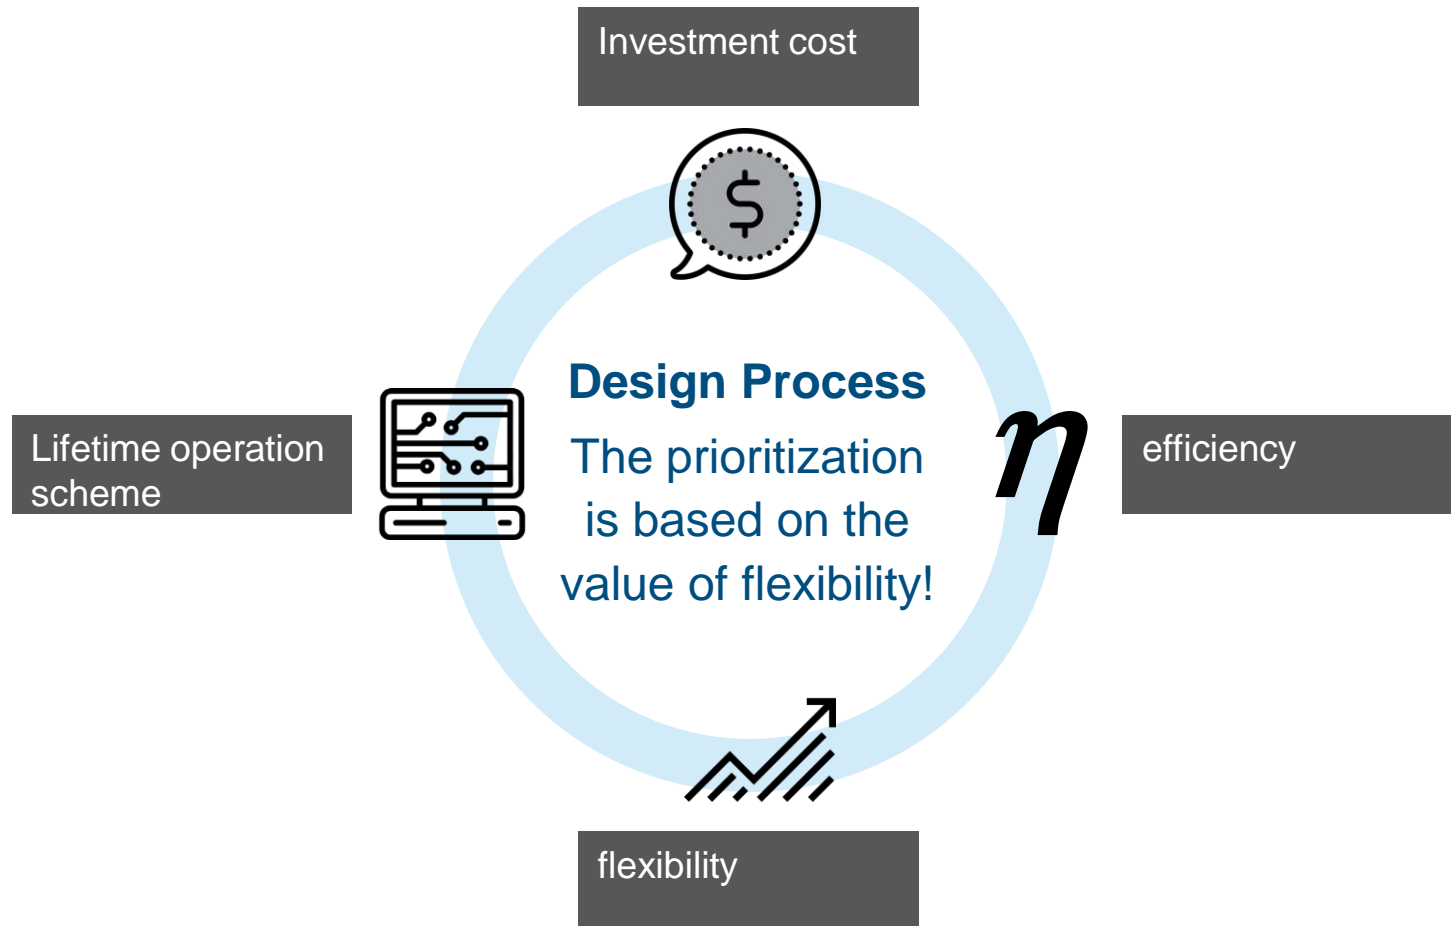 Investment cost
$
Design Process
The prioritization
is based on the
value of flexibility!
Lifetime operation
scheme
η
efficiency
flexibility